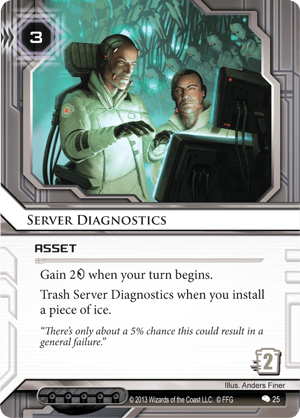 3
SERVER DIAGNOSTICS
ASSET
Gain 2 when your turn begins.
Trash Server Diagnostics when you install
a piece of ice.
"There's only about a 5% chance this could result in a
general failure."
2
Illus. Anders Finer
© 2013 Wizards of the Coast LLC. © FFG 25